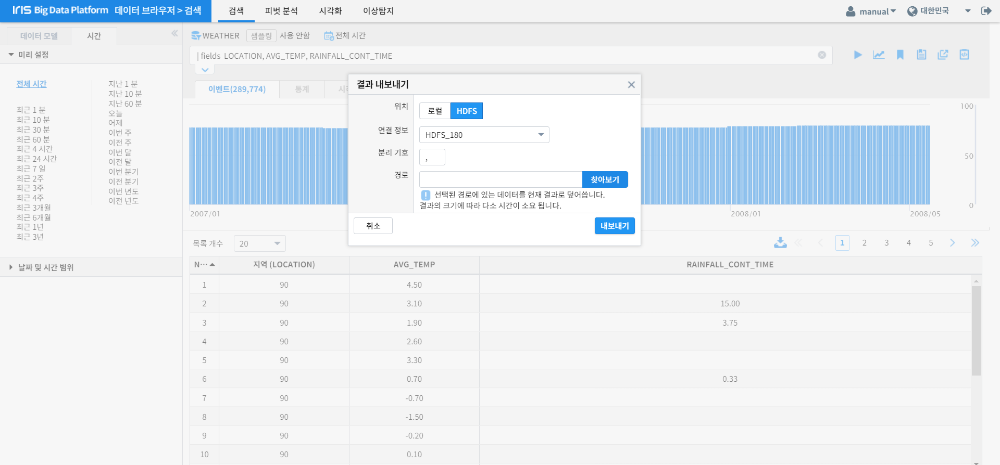 IRIS Big Data Platform 데이터 브라우저 > 검색
검색 피벗 분석 시각화 이상탐지
manual 대한민국
데이터 모델 시간
미리 설정
전체 시간
최근 1 분
최근 10 분
최근 30 분
최근 60 분
최근 4 시간
최근 24 시간
최근 7 일
최근 2주
최근 3주
최근 4주
최근 3개월
최근 6개월
최근 1년
최근 3년
지난 1 분
지난 10 분
지난 60 분
오늘
어제
이번 주
이전 주
이번 달
이전 달
이번 분기
이전 분기
이번 년도
이전 년도
날짜 및 시간 범위
WEATHER 샘플링 사용 안함 전체 시간
| fields LOCATION, AVG_TEMP, RAINFALL_CONT_TIME
이벤트(289,774) 통계
100
50
0
2007/01 2008/01 2008/05
결과 내보내기
위치 로컬 HDFS
연결 정보 HDFS_180
분리 기호 ,
경로 찾아보기
선택된 경로에 있는 데이터를 현재 결과로 덮어씁니다.
결과의 크기에 따라 다소 시간이 소요 됩니다.
취소 내보내기
목록 개수 20
1 2 3 4 5
N··· 지역 (LOCATION) AVG_TEMP RAINFALL_CONT_TIME
1 90 4.50
2 90 3.10 15.00
3 90 1.90 3.75
4 90 2.60
5 90 3.30
6 90 0.70 0.33
7 90 -0.70
8 90 -1.50
9 90 -0.20
10 90 0.10